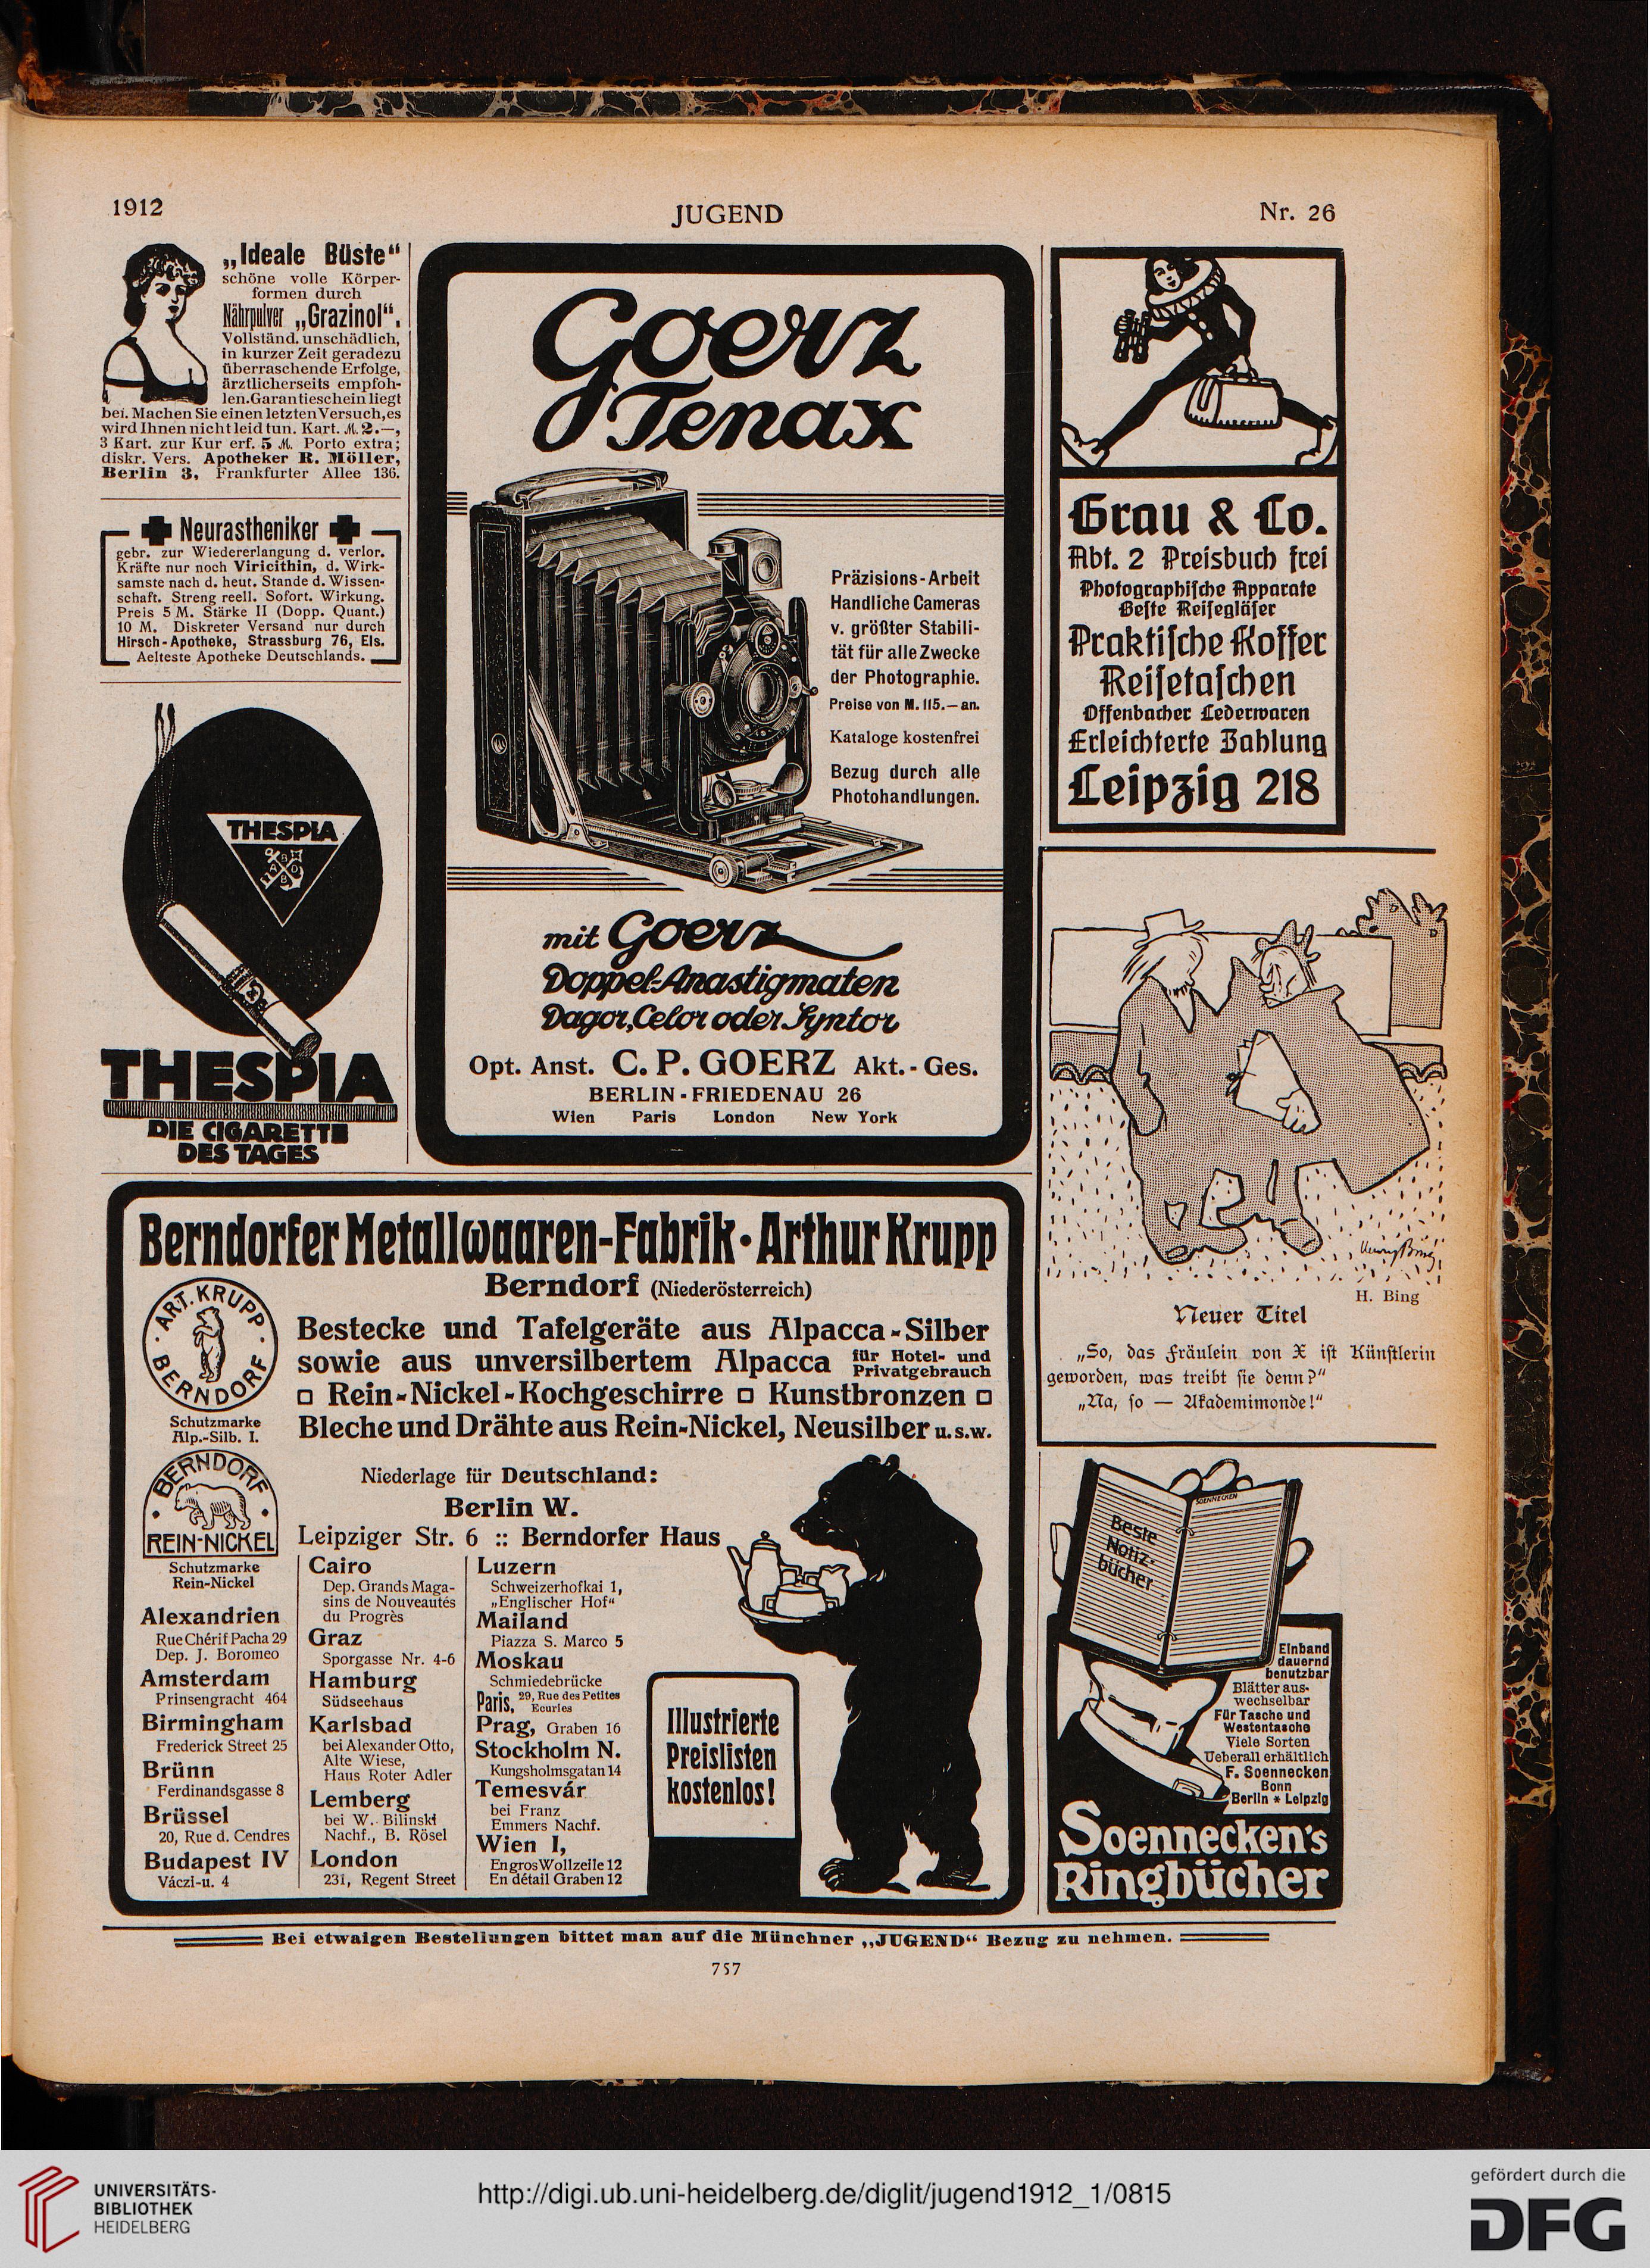 1912
JUGEND
Nr. 26
„Ideale Büste“
schöne volle Körper-
formen durch
Nährpulver „Grazinol“.
Vollständ. unschädlich,
in kurzer Zeit geradezu
überraschende Erfolge,
ärztlicherseits empfoh-
len. Garantieschein liegt
bei. Machen Sie einen letzten Versuch, es
wird Ihnen nicht leid tun. Kart. M. 2.—,
3 Kart. zur Kur erf. 5 M. Porto extra;
diskr. Vers. Apotheker R. Möller,
Berlin 3, Frankfurter Allee 136.
Neurastheniker
gebr. zur Wiedererlangung d. verlor.
Kräfte nur noch Viricithin, d. Wirk-
samste nach d. heut. Stande d. Wissen-
schaft. Streng reell. Sofort. Wirkung.
Preis 5 M. Stärke II (Dopp. Quant.)
10 M. Diskreter Versand nur durch
Hirsch-Apotheke, Strassburg 76, Els.
Aelteste Apotheke Deutschlands.
THESPIA
THESPIA
DIE CIGARETTE
DES TAGES
Goerz
Tenax
Präzisions-Arbeit
Handliche Cameras
v. größter Stabili-
tät für alle Zwecke
der Photographie.
Preise von M. 115.— an.
Kataloge kostenfrei
Bezug durch alle
Photohandlungen.
mit Goerz
Doppel-Anastigmaten
Dagor, Celor oder Syntor
Opt. Anst. C. P. GOERZ Akt.-Ges.
BERLIN-FRIEDENAU 26
Wien Paris London New York
Grau & Co.
Abt. 2 Preisbuch frei
Photographische Apparate
Beste Reisegläser
Praktische Koffer
Reisetaschen
Offenbacher Lederwaren
Erleichterte Zahlung
Leipzig 218
Henry Bing
H. Bing
Neuer Titel
„So, das Fräulein von X ist Künstlerin
geworden, was treibt sie denn?“
„Na, so — Akademimonde!“
Berndorfer Metallwaaren-Fabrik · Arthur Krupp
Berndorf (Niederösterreich)
ART. KRUPP
BERNDORF
Schutzmarke
Alp.-Silb. I.
Bestecke und Tafelgeräte aus Alpacca-Silber
sowie aus unversilbertem Alpacca für Hotel- und
Privatgebrauch
□ Rein-Nickel-Kochgeschirre □ Kunstbronzen □
Bleche und Drähte aus Rein-Nickel, Neusilber u.s.w.
BERNDORF
REIN-NICKEL
Schutzmarke
Rein-Nickel
Niederlage für Deutschland:
Berlin W.
Leipziger Str. 6 :: Berndorfer Haus
Alexandrien
Rue Chérif Pacha 29
Dep. J. Boromeo
Amsterdam
Prinsengracht 464
Birmingham
Frederick Street 25
Brünn
Ferdinandsgasse 8
Brüssel
20, Rue d. Cendres
Budapest IV
Váczi-u. 4
Cairo
Dep. Grands Maga-
sins de Nouveautés
du Progrès
Graz
Sporgasse Nr. 4-6
Hamburg
Südseehaus
Karlsbad
bei Alexander Otto,
Alte Wiese,
Haus Roter Adler
Lemberg
bei W. Bilinski
Nachf., B. Rösel
London
231, Regent Street
Luzern
Schweizerhofkai 1,
„Englischer Hof“
Mailand
Piazza S. Marco 5
Moskau
Schmiedebrücke
Paris, 29, Rue des Petites
Ecuries
Prag, Graben 16
Stockholm N.
Kungsholmsgatan 14
Temesvár
bei Franz
Emmers Nachf.
Wien I,
En gros Wollzeile 12
En détail Graben 12
Illustrierte
Preislisten
kostenlos!
SOENNECKEN
Beste
Notiz-
bücher
Einband
dauernd
benutzbar
Blätter aus-
wechselbar
Für Tasche und
Westentasche
Viele Sorten
Ueberall erhältlich
F. Soennecken
Bonn
Berlin * Leipzig
Soennecken's
Ringbücher
Bei etwaigen Bestellungen bittet man auf die Münchner „JUGEND“ Bezug zu nehmen.
757
UNIVERSITÄTS-
BIBLIOTHEK
HEIDELBERG
http://digi.ub.uni-heidelberg.de/diglit/jugend1912_1/0815
gefördert durch die
DFG